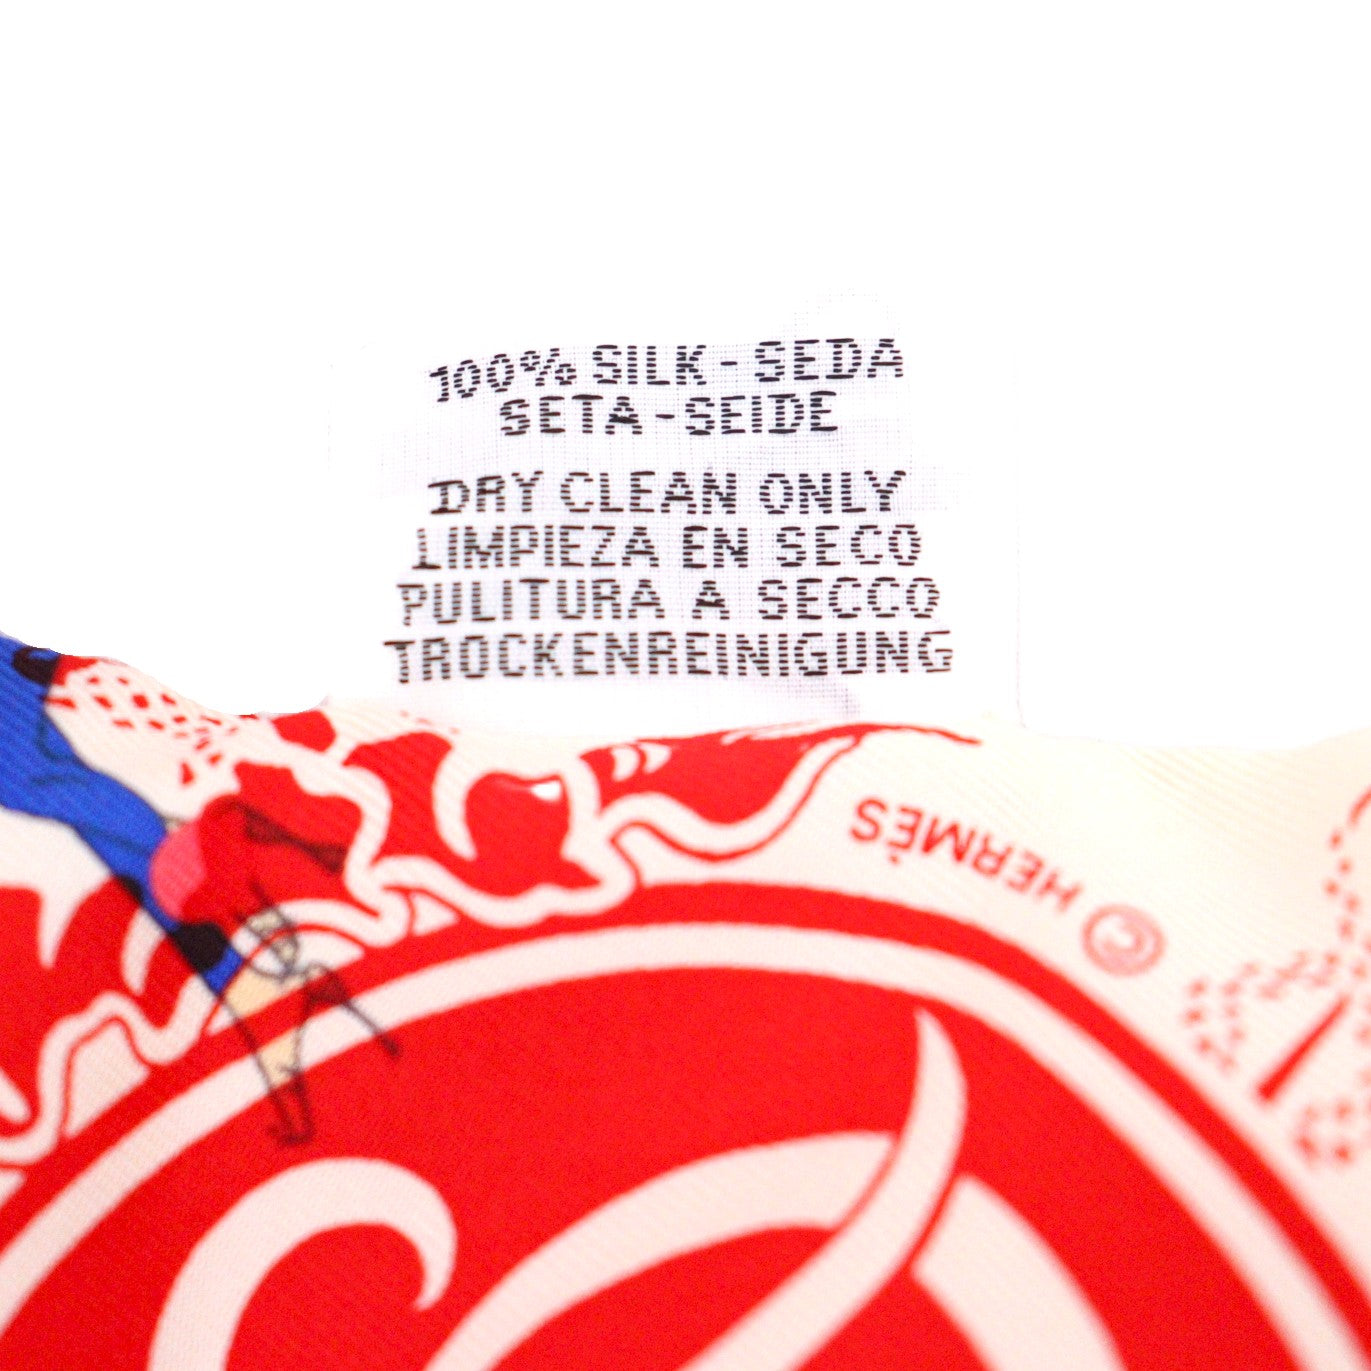 100% SILK - SEDA
SETA - SEIDE
DRY CLEAN ONLY
LIMPIEZA EN SECO
PULITURA A SECCO
TROCKENREINIGUNG
© HERMÈS